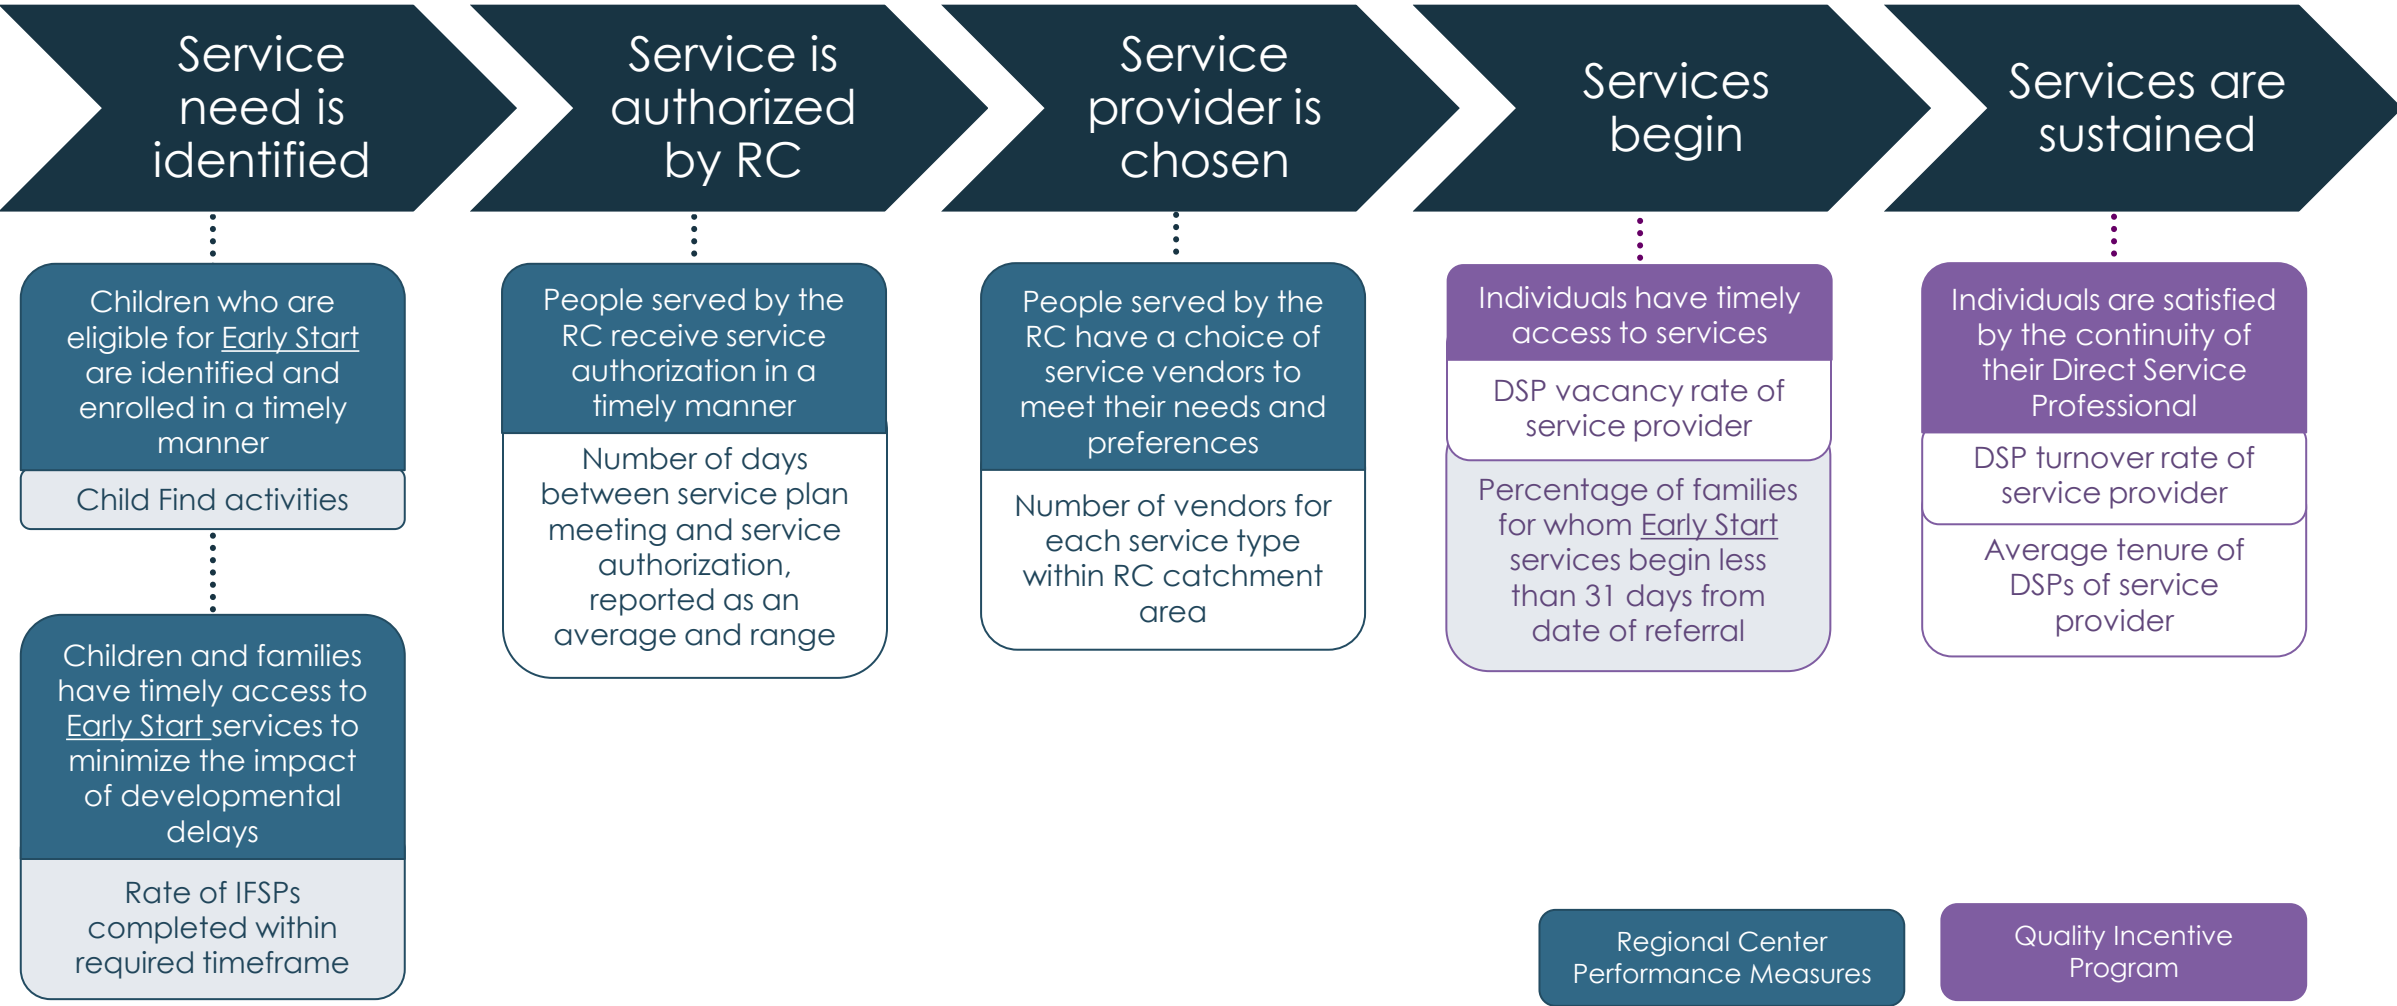 Service
need is
identified
Service is
authorized
by RC
Service
provider is
chosen
Services
begin
Services are
sustained
Children who are
eligible for Early Start
are identified and
enrolled in a timely
manner
Child Find activities
Children and families
have timely access to
Early Start services to
minimize the impact
of developmental
delays
Rate of IFSPs
completed within
required timeframe
People served by the
RC receive service
authorization in a
timely manner
Number of days
between service plan
meeting and service
authorization,
reported as an
average and range
People served by the
RC have a choice of
service vendors to
meet their needs and
preferences
Number of vendors for
each service type
within RC catchment
area
Individuals have timely
access to services
DSP vacancy rate of
service provider
Percentage of families
for whom Early Start
services begin less
than 31 days from
date of referral
Individuals are satisfied
by the continuity of
their Direct Service
Professional
DSP turnover rate of
service provider
Average tenure of
DSPs of service
provider
Regional Center
Performance Measures
Quality Incentive
Program